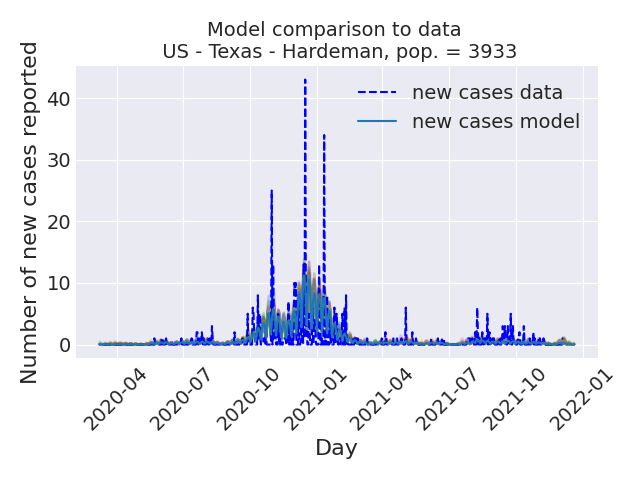 Model comparison to data
US - Texas - Hardeman, pop. = 3933
Number of new cases reported
40
30
20
10
0
new cases data
new cases model
2020-04
2020-07
2020-10
2021-01
2021-04
2021-07
2021-10
2022-01
Day